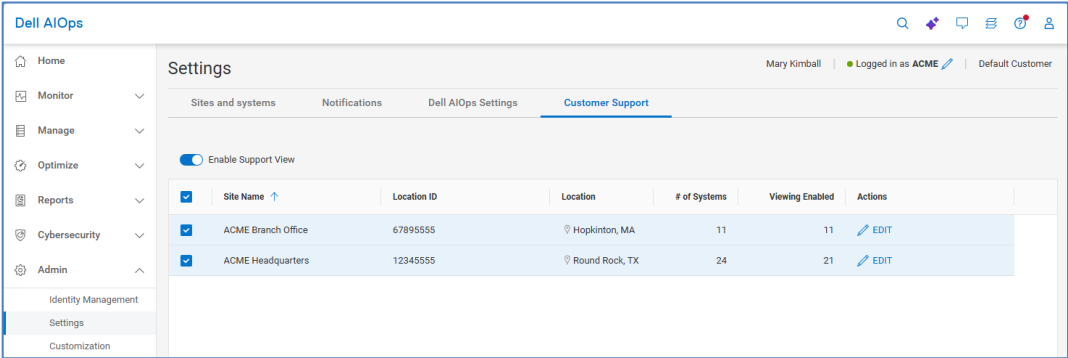 Dell AIOps
Home
Monitor
Manage
Optimize
Reports
Cybersecurity
Admin
Identity Management
Settings
Customization
Settings
Mary Kimball Logged in as ACME Default Customer
Sites and systems Notifications Dell AIOps Settings Customer Support
Enable Support View
Site Name Location ID Location # of Systems Viewing Enabled Actions
ACME Branch Office 67895555 Hopkinton, MA 11 11 EDIT
ACME Headquarters 12345555 Round Rock, TX 24 21 EDIT